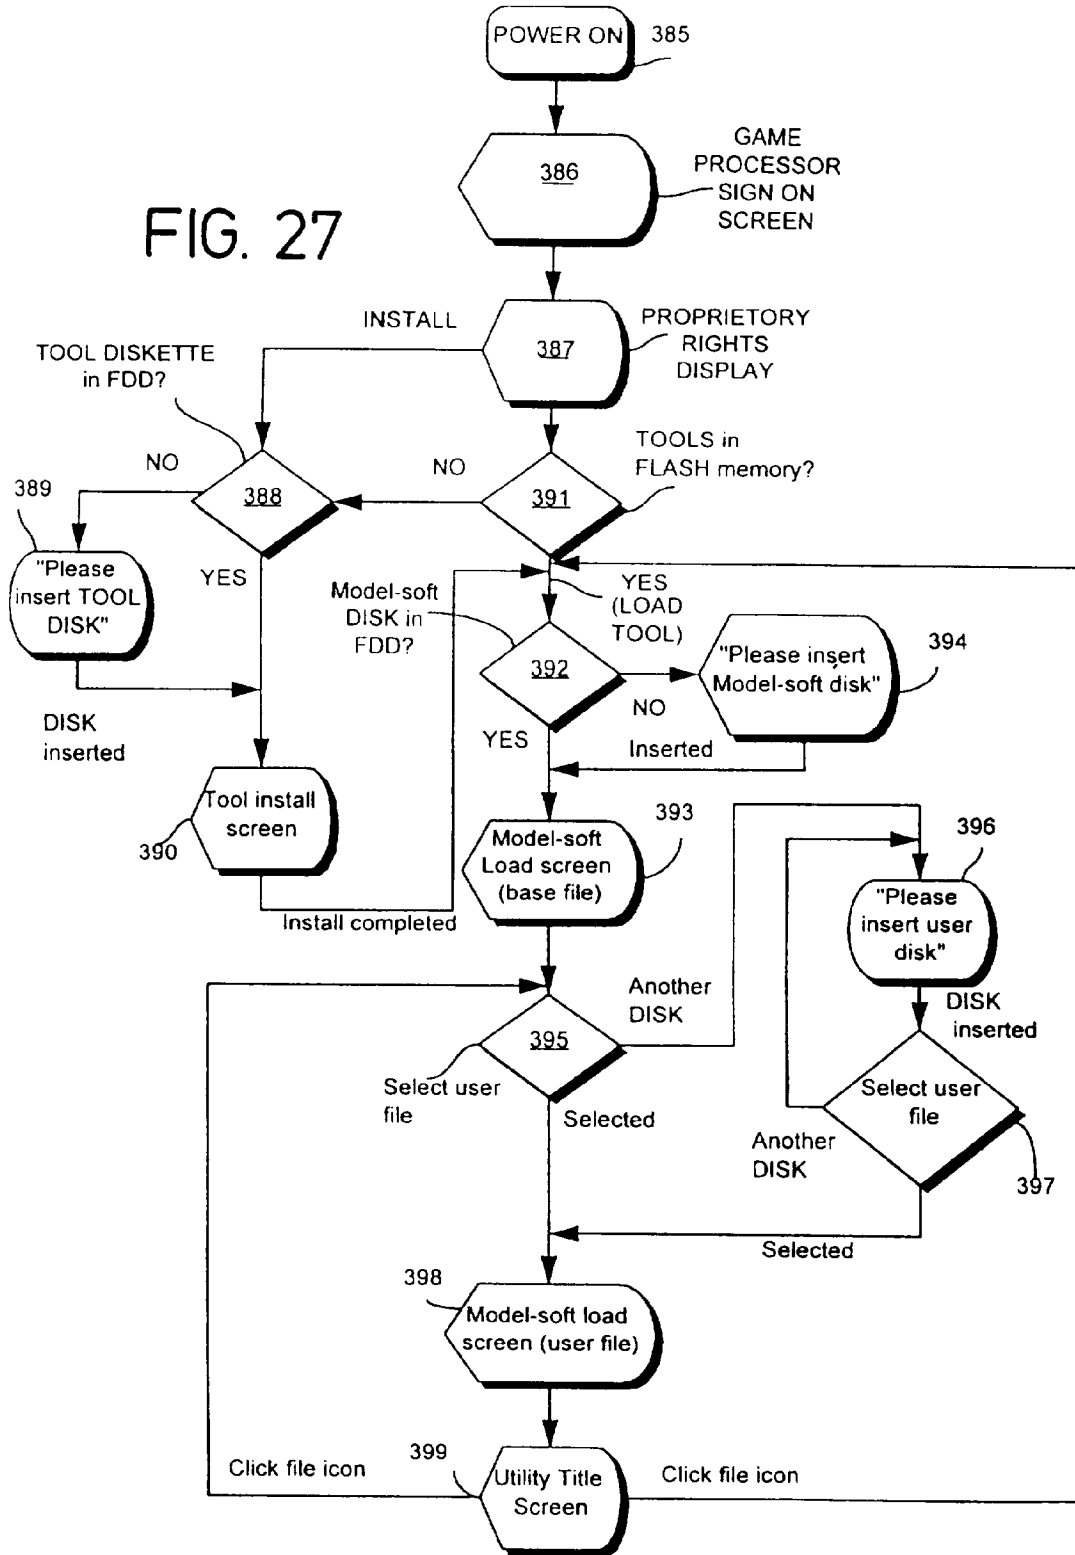 POWER ON
385
386
GAME
PROCESSOR
SIGN ON
SCREEN
FIG. 27
INSTALL
387
PROPRIETORY
RIGHTS
DISPLAY
TOOL DISKETTE
in FDD?
NO
388
NO
391
TOOLS in
FLASH memory?
389
"Please
insert TOOL
DISK"
YES
Model-soft
DISK in
FDD?
YES
(LOAD
TOOL)
392
NO
"Please insert
Model-soft disk"
394
DISK
inserted
YES
Inserted
Tool install
screen
390
Install completed
Model-soft
Load screen
(base file)
393
"Please
insert user
disk"
396
Another
DISK
395
Select user
file
Selected
DISK
inserted
Select user
file
Another
DISK
397
Selected
398
Model-soft load
screen (user file)
399
Click file icon
Utility Title
Screen
Click file icon